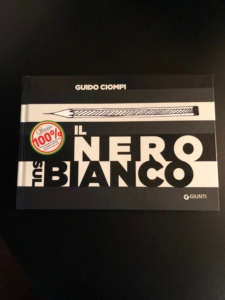 GUIDO CIOMPI
100%
IL
NERO
SUL
BIANCO
GIUNTI